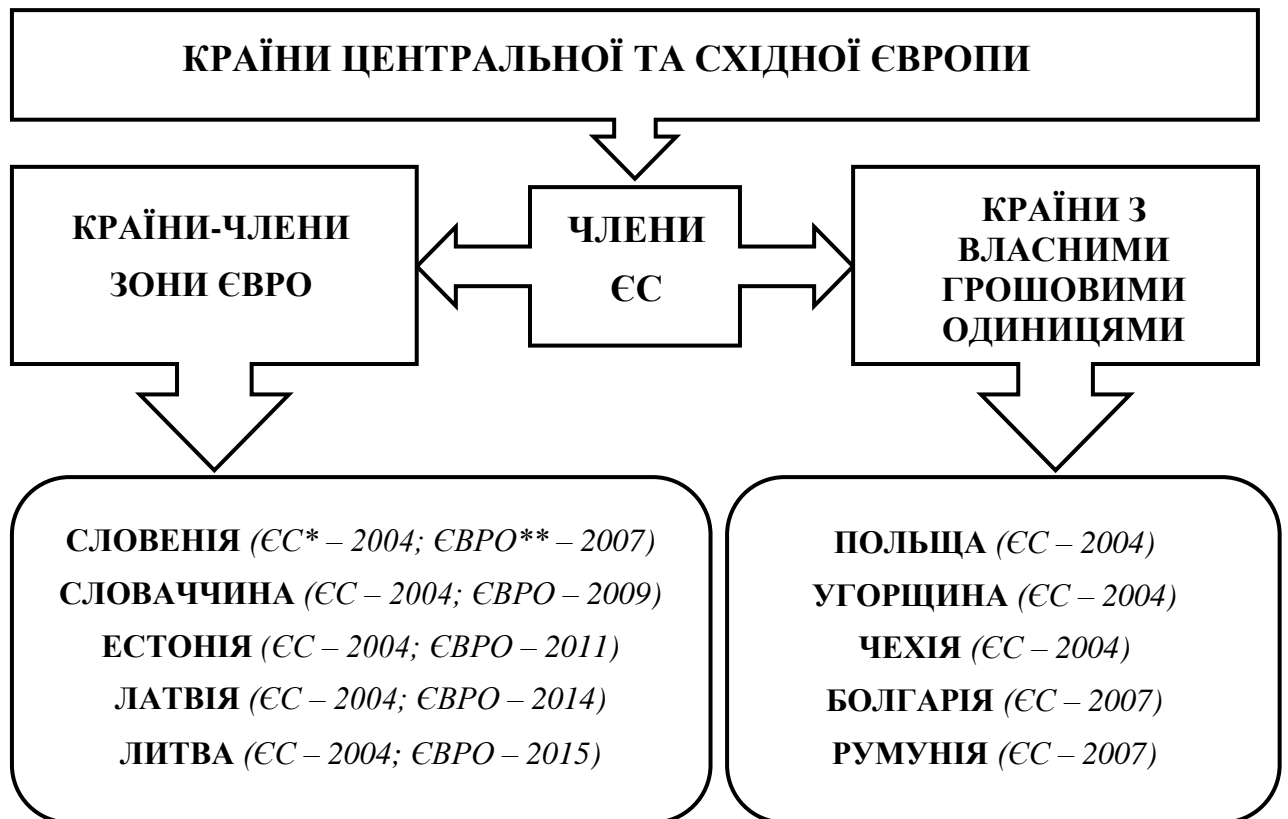 КРАЇНИ ЦЕНТРАЛЬНОЇ ТА СХІДНОЇ ЄВРОПИ
КРАЇНИ-ЧЛЕНИ
ЗОНИ ЄВРО
ЧЛЕНИ
ЄС
КРАЇНИ З
ВЛАСНИМИ
ГРОШОВИМИ
ОДИНИЦЯМИ
СЛОВЕНІЯ (ЄС* – 2004; ЄВРО** – 2007)
СЛОВАЧЧИНА (ЄС – 2004; ЄВРО – 2009)
ЕСТОНІЯ (ЄС – 2004; ЄВРО – 2011)
ЛАТВІЯ (ЄС – 2004; ЄВРО – 2014)
ЛИТВА (ЄС – 2004; ЄВРО – 2015)
ПОЛЬЩА (ЄС – 2004)
УГОРЩИНА (ЄС – 2004)
ЧЕХІЯ (ЄС – 2004)
БОЛГАРІЯ (ЄС – 2007)
РУМУНІЯ (ЄС – 2007)